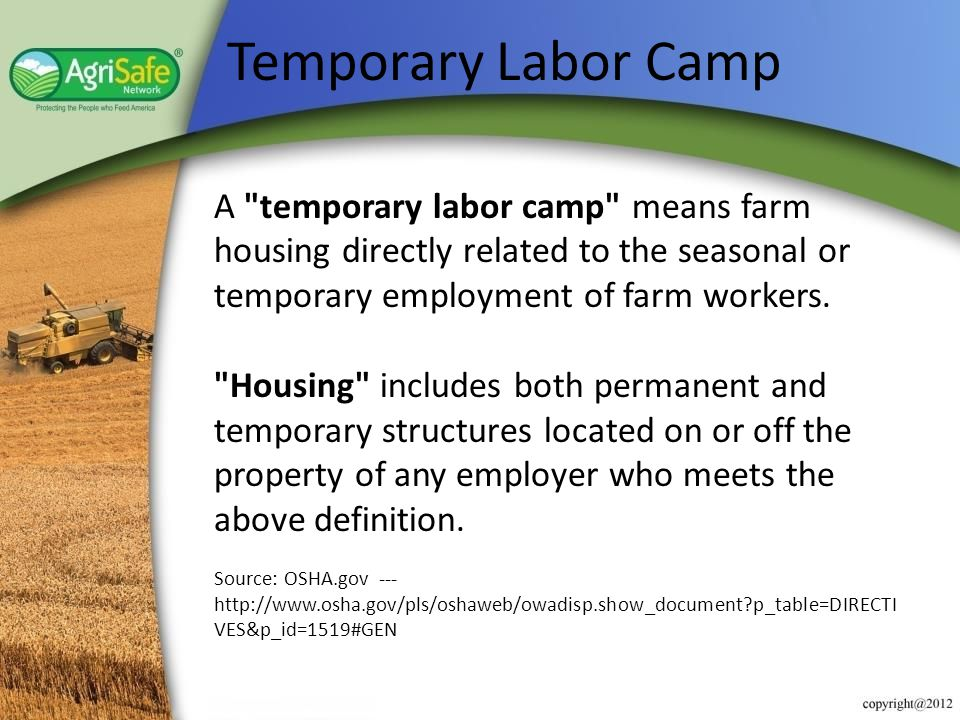 AgriSafe®
Network
Protecting the People who Feed America
Temporary Labor Camp
A "temporary labor camp" means farm
housing directly related to the seasonal or
temporary employment of farm workers.
"Housing" includes both permanent and
temporary structures located on or off the
property of any employer who meets the
above definition.
Source: OSHA.gov ---
http://www.osha.gov/pls/oshaweb/owadisp.show_document?p_table=DIRECTI
VES&p_id=1519#GEN
copyright@2012